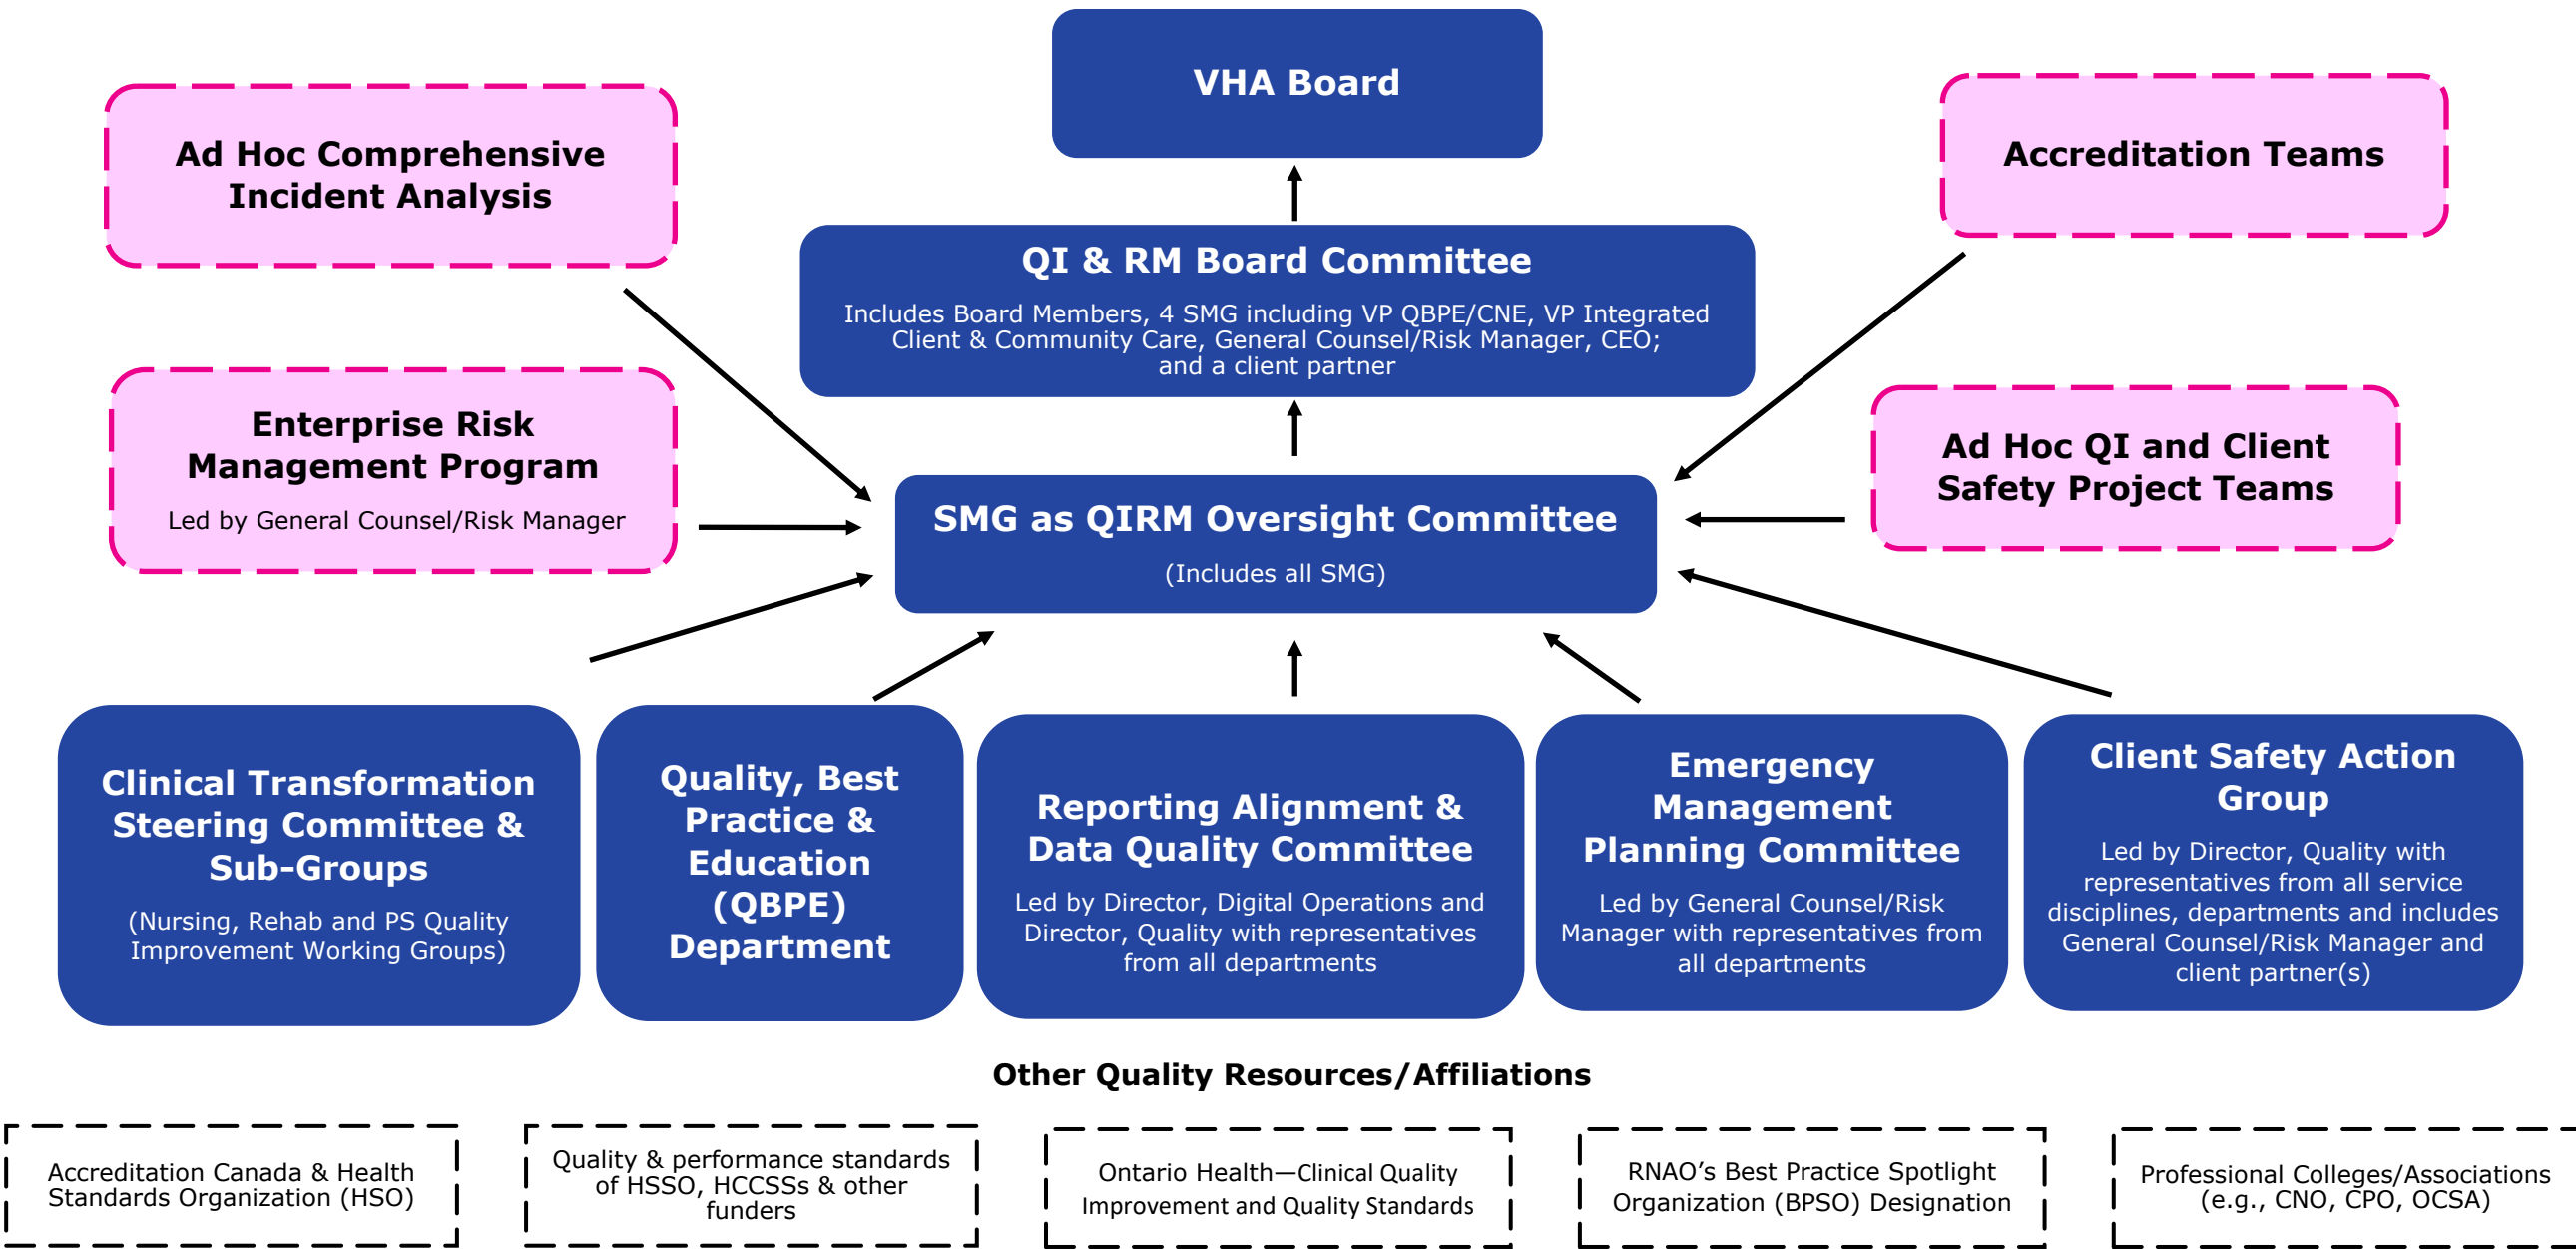 VHA Board
Ad Hoc Comprehensive
Incident Analysis
Accreditation Teams
QI & RM Board Committee
Includes Board Members, 4 SMG including VP QBPE/CNE, VP Integrated
Client & Community Care, General Counsel/Risk Manager, CEO;
and a client partner
Enterprise Risk
Management Program
Led by General Counsel/Risk Manager
Ad Hoc QI and Client
Safety Project Teams
SMG as QIRM Oversight Committee
(Includes all SMG)
Clinical Transformation
Steering Committee &
Sub-Groups
(Nursing, Rehab and PS Quality
Improvement Working Groups)
Quality, Best
Practice &
Education
(QBPE)
Department
Reporting Alignment &
Data Quality Committee
Led by Director, Digital Operations and
Director, Quality with representatives
from all departments
Emergency
Management
Planning Committee
Led by General Counsel/Risk
Manager with representatives from
all departments
Client Safety Action
Group
Led by Director, Quality with
representatives from all service
disciplines, departments and includes
General Counsel/Risk Manager and
client partner(s)
Other Quality Resources/Affiliations
Accreditation Canada & Health
Standards Organization (HSO)
Quality & performance standards
of HSSO, HCCSSs & other
funders
Ontario Health—Clinical Quality
Improvement and Quality Standards
RNAO’s Best Practice Spotlight
Organization (BPSO) Designation
Professional Colleges/Associations
(e.g., CNO, CPO, OCSA)